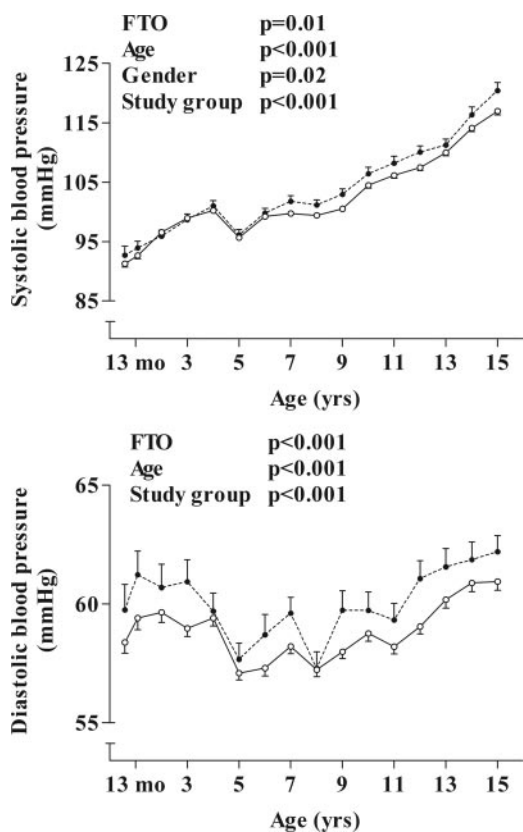 FTO p=0.01
Age p<0.001
Gender p=0.02
Study group p<0.001
Systolic blood pressure
(mmHg)
125
115
105
95
85
13 mo 3 5 7 9 11 13 15
Age (yrs)
FTO p<0.001
Age p<0.001
Study group p<0.001
Diastolic blood pressure
(mmHg)
65
60
55
13 mo 3 5 7 9 11 13 15
Age (yrs)